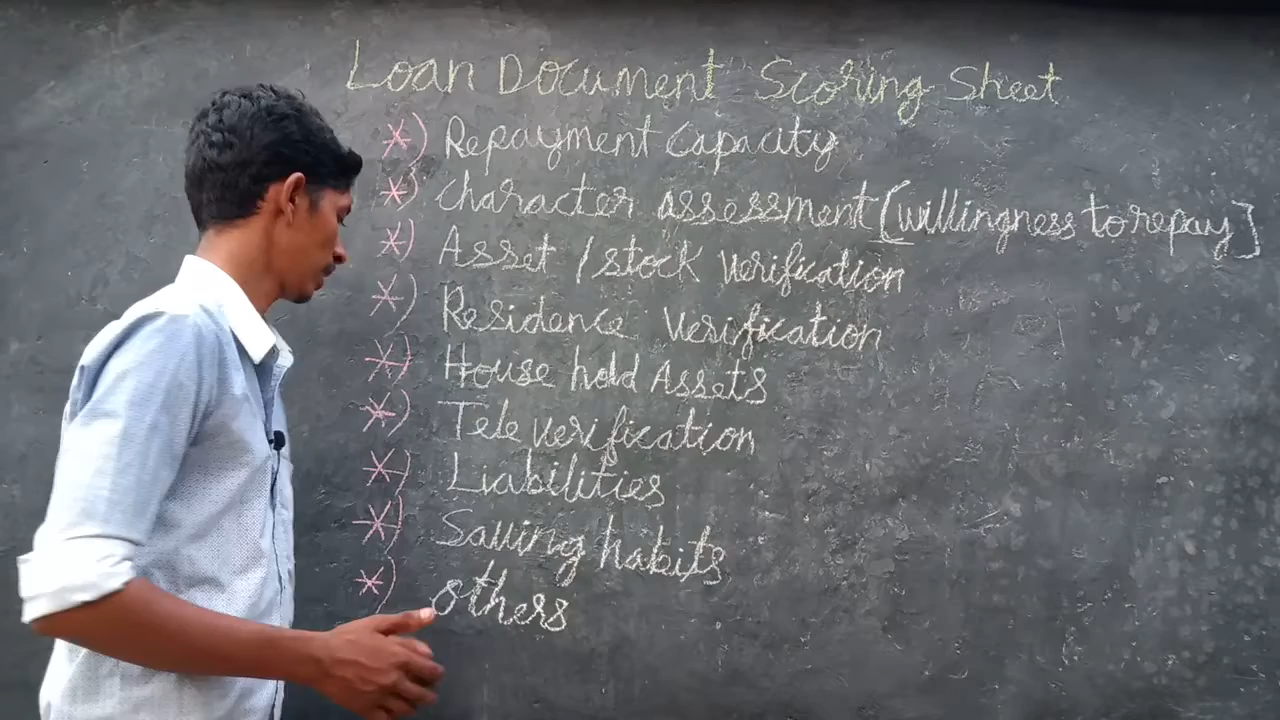 Loan Document Scoring Sheet
*) Repayment Capacity
*) Character assessment [willingness to repay]
*) Asset / stock verification
*) Residence Verification
*) House hold Assets
*) Tele verification
*) Liabilities
*) Saving habits
*) others